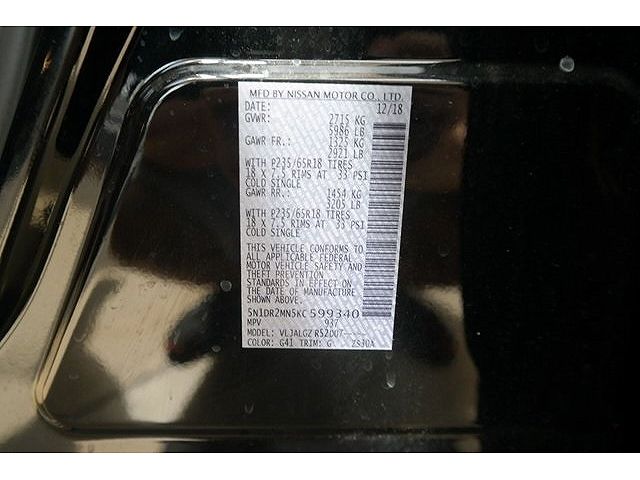 MFD BY NISSAN MOTOR CO., LTD.
DATE: 12/18
GVWR: 2715 KG
5986 LB
GAWR FR.: 1325 KG
2921 LB
WITH P235/65R18 TIRES
18 X 7.5 RIMS AT 33 PSI
COLD SINGLE
GAWR RR.: 1454 KG
3205 LB
WITH P235/65R18 TIRES
18 X 7.5 RIMS AT 33 PSI
COLD SINGLE
THIS VEHICLE CONFORMS TO
ALL APPLICABLE FEDERAL
MOTOR VEHICLE SAFETY AND
THEFT PREVENTION
STANDARDS IN EFFECT ON
THE DATE OF MANUFACTURE
SHOWN ABOVE.
5N1DR2MN5KC599340
MPV 937
MODEL: VLJALGZ R52DUT-----
COLOR: G41 TRIM: G 2S30A